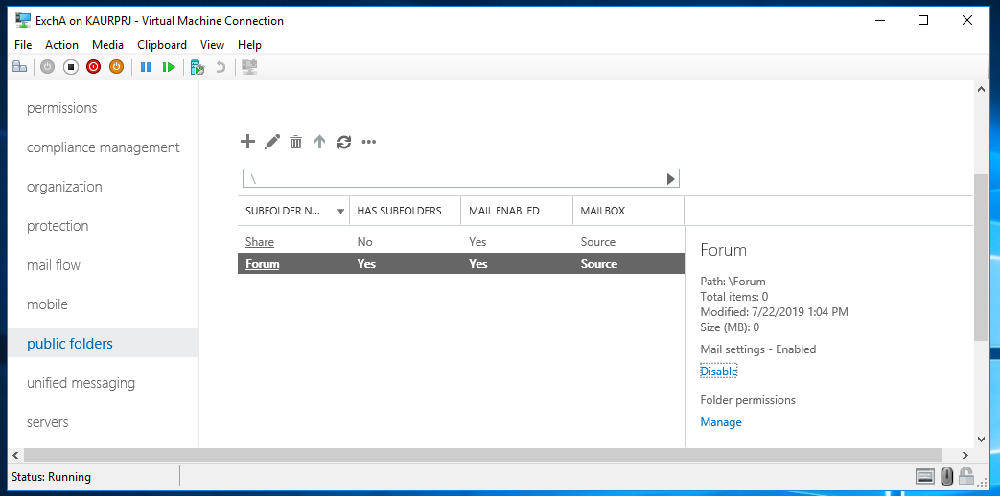 ExchA on KAURPRJ - Virtual Machine Connection
File Action Media Clipboard View Help
permissions
compliance management
organization
protection
mail flow
mobile
public folders
unified messaging
servers
\
SUBFOLDER N... HAS SUBFOLDERS MAIL ENABLED MAILBOX
Share No Yes Source
Forum Yes Yes Source
Forum
Path: \Forum
Total items: 0
Modified: 7/22/2019 1:04 PM
Size (MB): 0
Mail settings - Enabled
Disable
Folder permissions
Manage
Status: Running